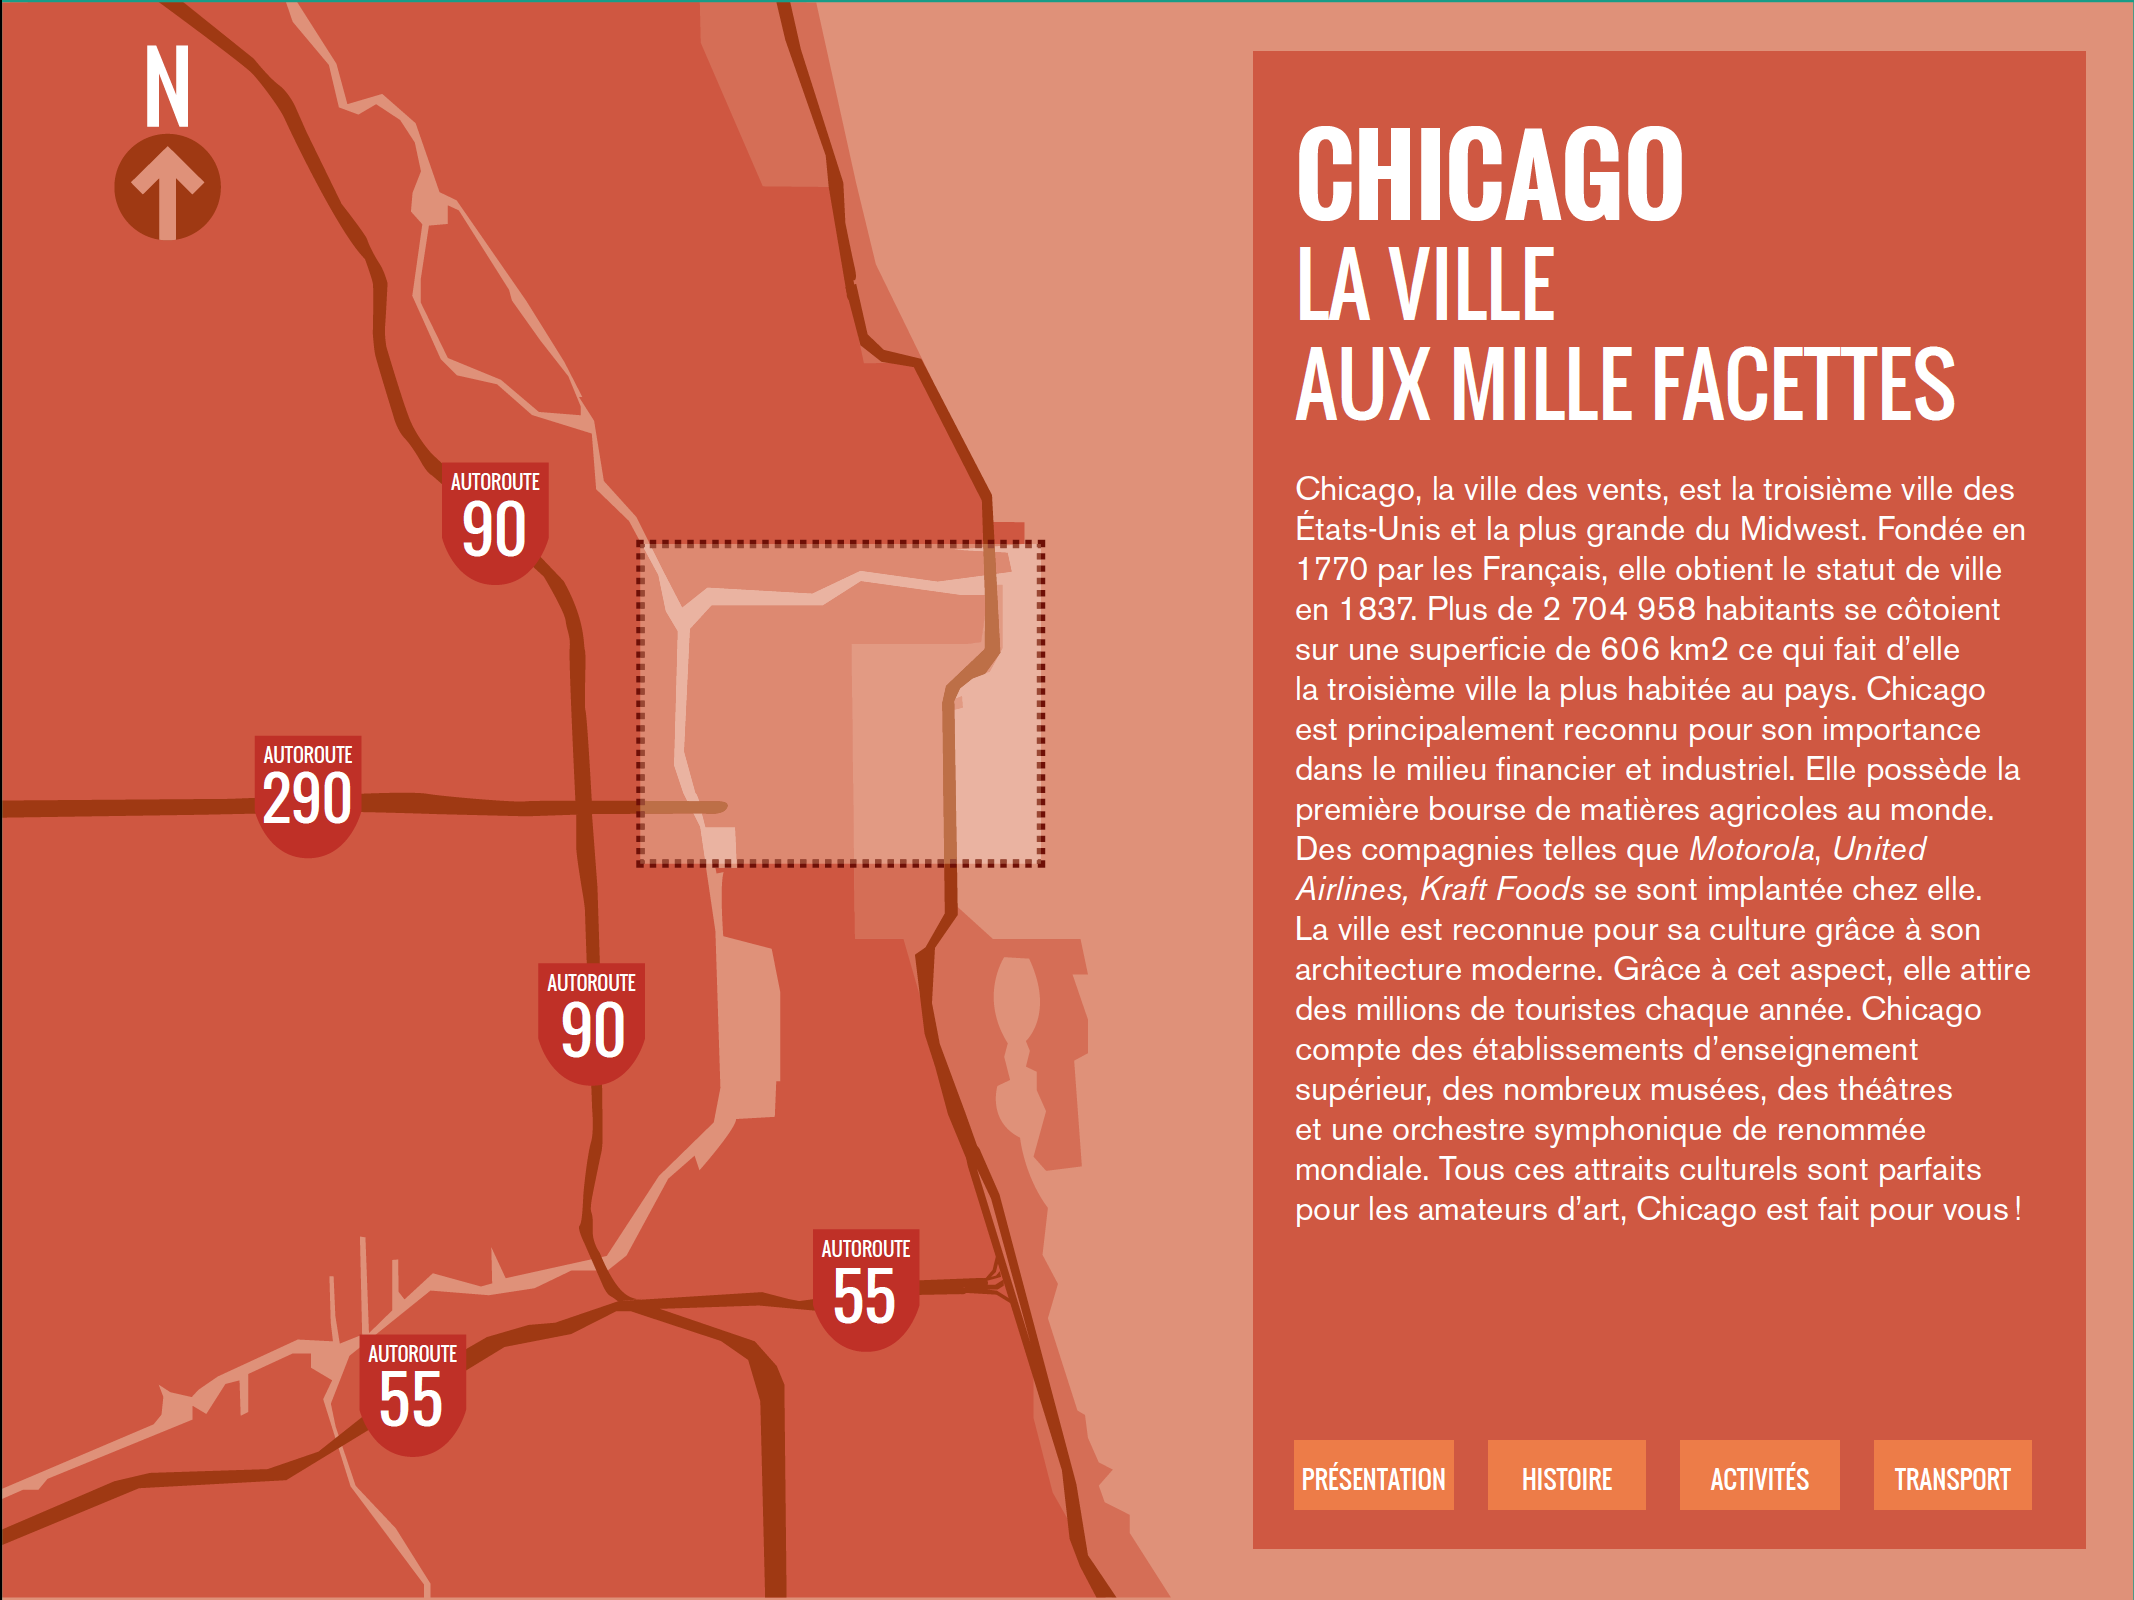 N
AUTOROUTE
90
AUTOROUTE
290
AUTOROUTE
90
AUTOROUTE
55
AUTOROUTE
55
CHICAGO
LA VILLE
AUX MILLE FACETTES
Chicago, la ville des vents, est la troisième ville des
États-Unis et la plus grande du Midwest. Fondée en
1770 par les Français, elle obtient le statut de ville
en 1837. Plus de 2 704 958 habitants se côtoient
sur une superficie de 606 km2 ce qui fait d’elle
la troisième ville la plus habitée au pays. Chicago
est principalement reconnu pour son importance
dans le milieu financier et industriel. Elle possède la
première bourse de matières agricoles au monde.
Des compagnies telles que Motorola, United
Airlines, Kraft Foods se sont implantée chez elle.
La ville est reconnue pour sa culture grâce à son
architecture moderne. Grâce à cet aspect, elle attire
des millions de touristes chaque année. Chicago
compte des établissements d’enseignement
supérieur, des nombreux musées, des théâtres
et une orchestre symphonique de renommée
mondiale. Tous ces attraits culturels sont parfaits
pour les amateurs d’art, Chicago est fait pour vous !
PRÉSENTATION
HISTOIRE
ACTIVITÉS
TRANSPORT